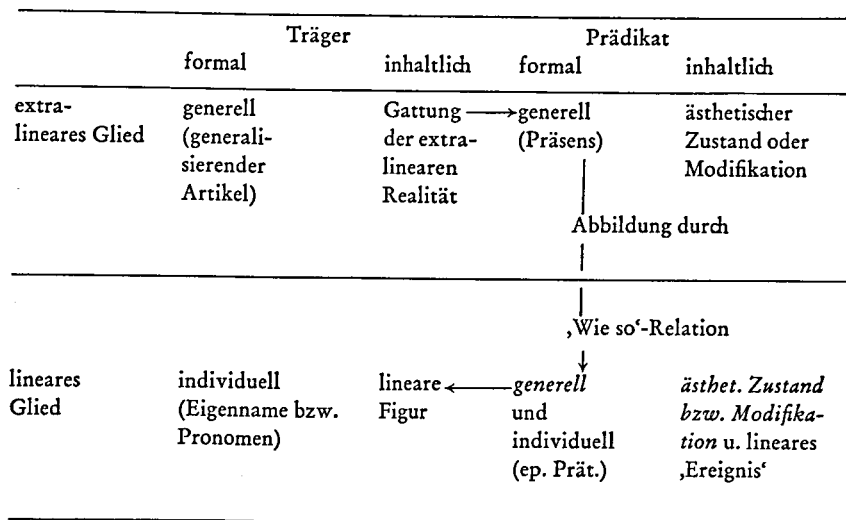 Träger Prädikat
formal inhaltlich formal inhaltlich
extra- generell Gattung → generell ästhetischer
lineares Glied (generali- der extra- (Präsens) Zustand oder
sierender linearen Modifikation
Artikel) Realität
Abbildung durch
‚Wie so‘-Relation
lineares individuell lineare ← generell ästhet. Zustand
Glied (Eigenname bzw. Figur und bzw. Modifika-
Pronomen) individuell tion u. lineares
(ep. Prät.) ‚Ereignis‘